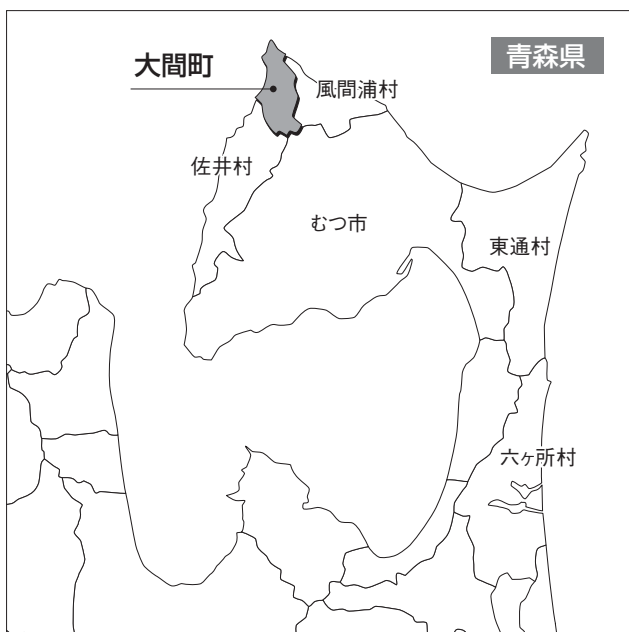 青森県
大間町
風間浦村
佐井村
むつ市
東通村
六ヶ所村